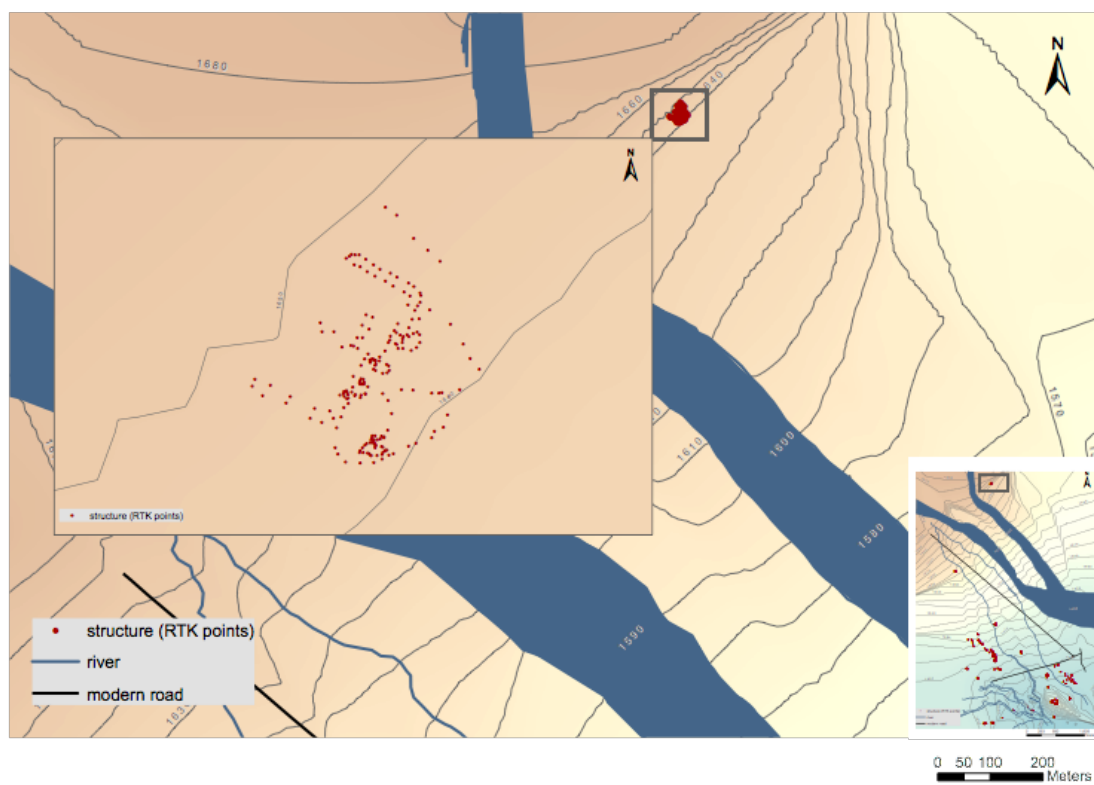 N
1680
1660
1640
N
1570
1610
1600
1580
1590
structure (RTK points)
structure (RTK points)
river
modern road
0 50 100 200
Meters